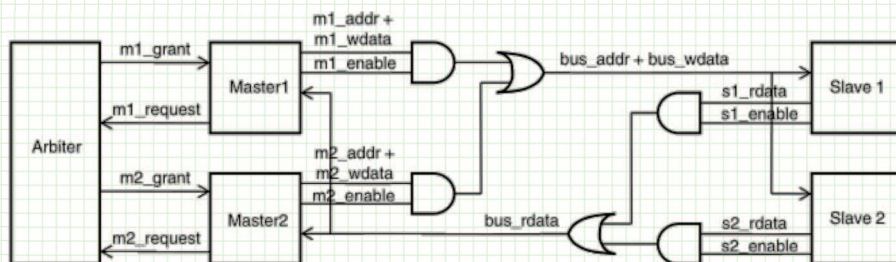 m1_addr +
m1_wdata
m1_grant
m1_enable
bus_addr + bus_wdata
Master1
s1_rdata
Slave 1
m1_request
s1_enable
Arbiter
m2_addr +
m2_wdata
m2_grant
m2_enable
Master2
bus_rdata
s2_rdata
Slave 2
m2_request
s2_enable